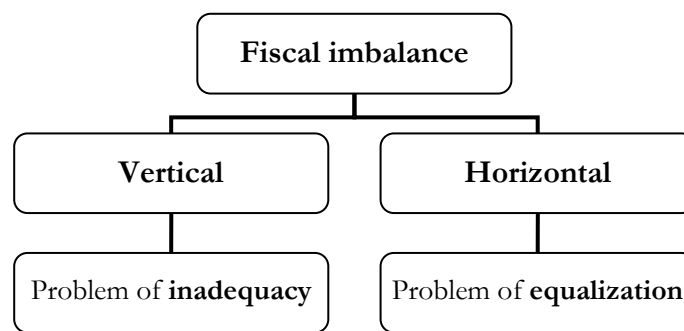 Fiscal imbalance
Vertical
Horizontal
Problem of inadequacy
Problem of equalization